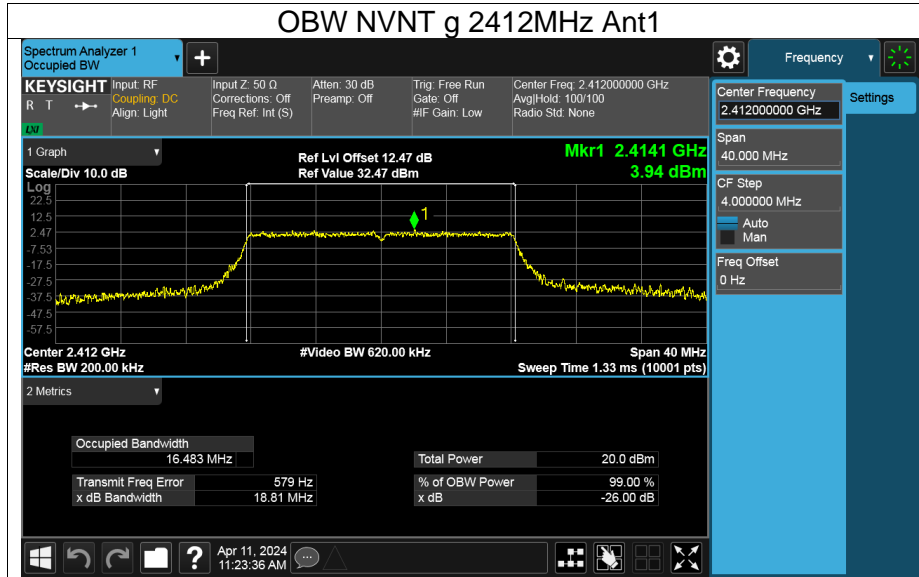 OBW NVNT g 2412MHz Ant1
Spectrum Analyzer 1
Occupied BW
+
Frequency
KEYSIGHT
R T
LXI
Input: RF
Coupling: DC
Align: Light
Input Z: 50 Ω
Corrections: Off
Freq Ref: Int (S)
Atten: 30 dB
Preamp: Off
Trig: Free Run
Gate: Off
#IF Gain: Low
Center Freq: 2.412000000 GHz
Avg|Hold: 100/100
Radio Std: None
Center Frequency
2.412000000 GHz
Settings
Span
40.000 MHz
CF Step
4.000000 MHz
Auto
Man
Freq Offset
0 Hz
1 Graph
Ref Lvl Offset 12.47 dB
Mkr1 2.4141 GHz
Scale/Div 10.0 dB
Ref Value 32.47 dBm
3.94 dBm
Log
22.5
12.5
2.47
-7.53
-17.5
-27.5
-37.5
-47.5
-57.5
1
Center 2.412 GHz
#Video BW 620.00 kHz
Span 40 MHz
#Res BW 200.00 kHz
Sweep Time 1.33 ms (10001 pts)
2 Metrics
Occupied Bandwidth
16.483 MHz
Total Power 20.0 dBm
Transmit Freq Error 579 Hz
% of OBW Power 99.00 %
x dB Bandwidth 18.81 MHz
x dB -26.00 dB
?
Apr 11, 2024
11:23:36 AM